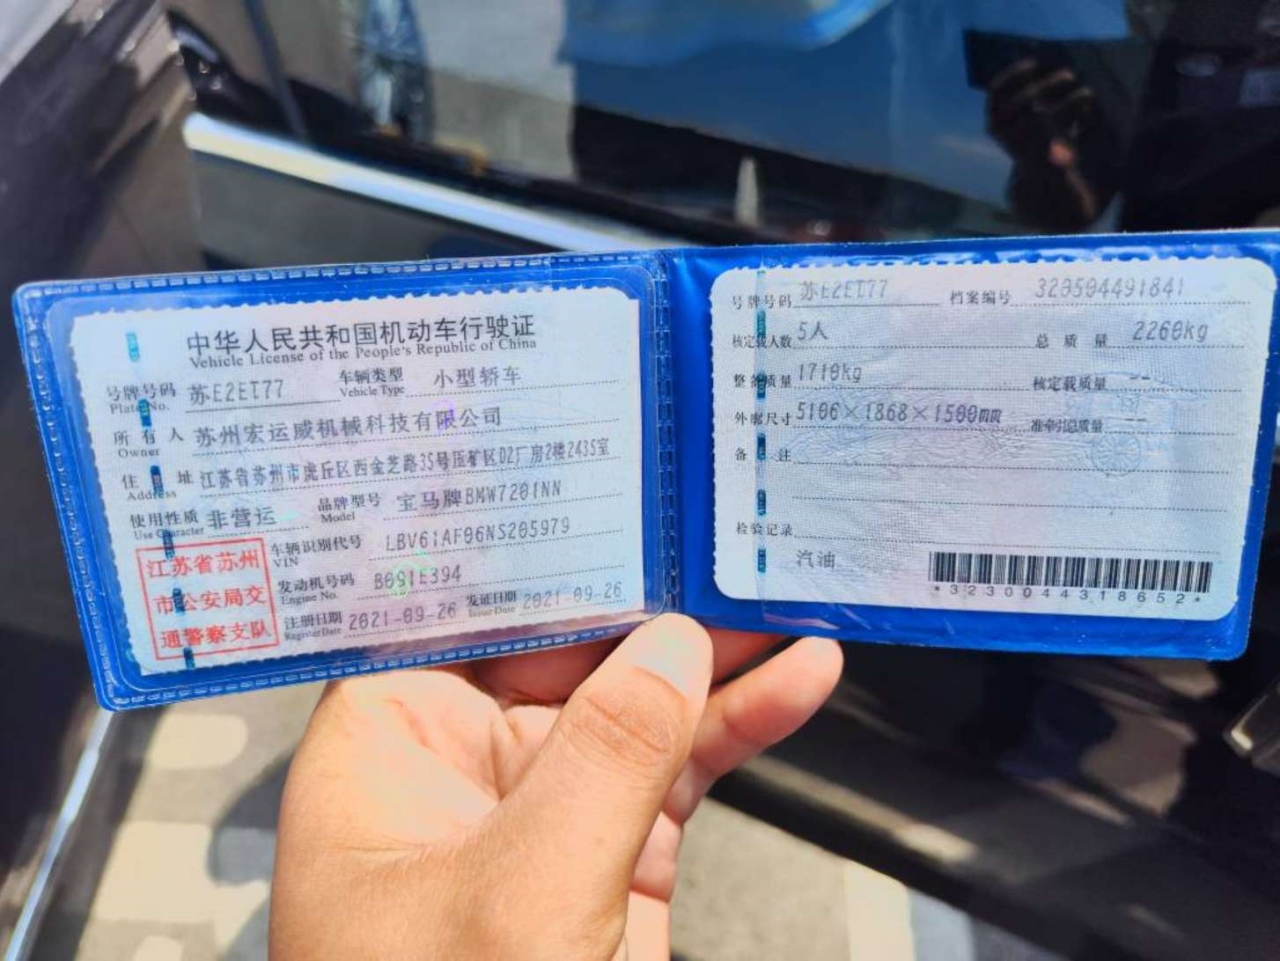 中华人民共和国机动车行驶证
Vehicle License of the People's Republic of China
号牌号码 苏E2ET77 车辆类型 小型轿车
Plate No. Vehicle Type
所有人 苏州宏运威机械科技有限公司
Owner
住址 江苏省苏州市虎丘区西金芝路35号压矿区D2厂房2楼2435室
Address
使用性质 非营运 品牌型号 宝马牌BMW7201NN
Use Character Model
车辆识别代号 LBV61AF06NS205979
VIN
发动机号码 B091E394
Engine No.
注册日期 2021-09-26 发证日期 2021-09-26
Register Date Issue Date
江苏省苏州
市公安局交
通警察支队
号牌号码 苏E2ET77 档案编号 320504491841
核定载人数 5人 总质量 2260kg
整备质量 1710kg 核定载质量 --
外廓尺寸 5106×1868×1500mm 准牵引总质量 --
备注
检验记录
汽油
*3230044318652*